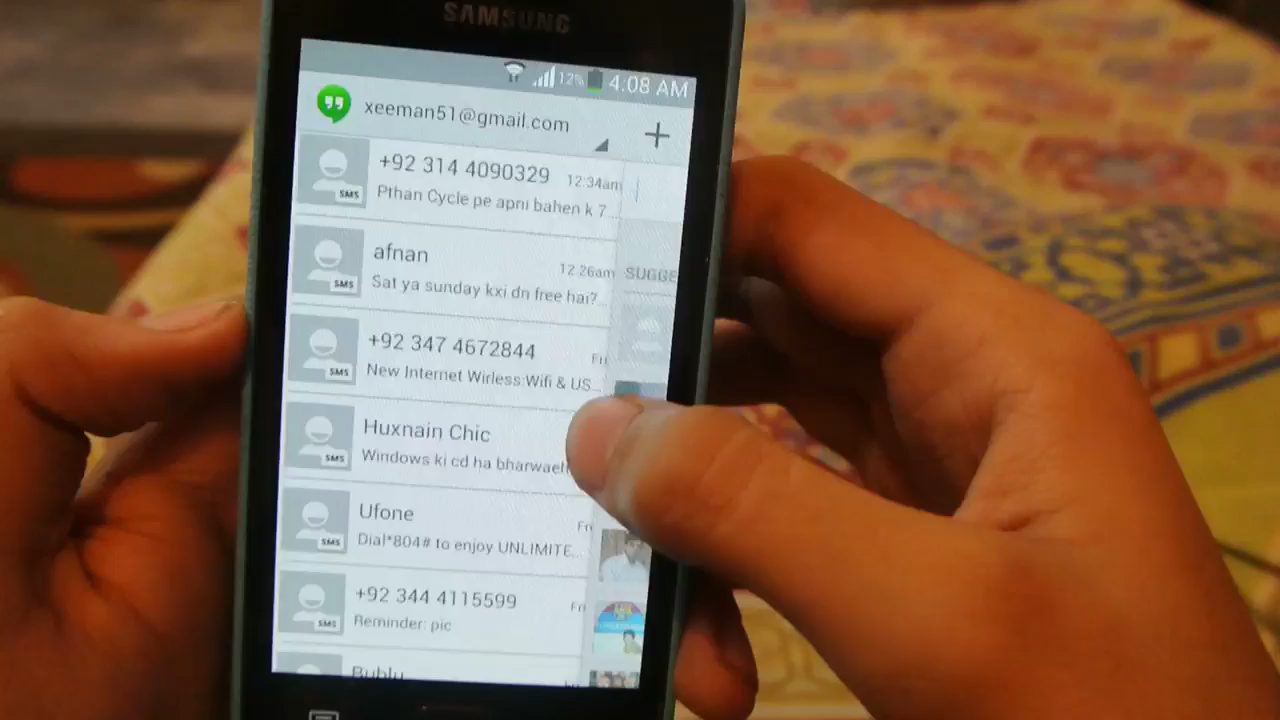 SAMSUNG
12% 4:08 AM
xeeman51@gmail.com +
+92 314 4090329 12:34am
SMS
Pthan Cycle pe apni bahen k 7...
afnan
12:26am
SMS
Sat ya sunday kxi dn free hai?...
SUGGE
+92 347 4672844 Fri
SMS
New Internet Wirless:Wifi & US...
Huxnain Chic
SMS
Windows ki cd ha
Ufone Fri
SMS
Dial*804# to enjoy UNLIMITE...
+92 344 4115599 Fri
SMS
Reminder: pic
Bublu